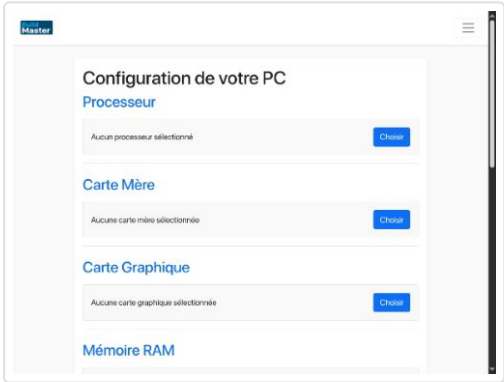 Build
Master
Configuration de votre PC
Processeur
Aucun processeur sélectionné
Choisir
Carte Mère
Aucune carte mère sélectionnée
Choisir
Carte Graphique
Aucune carte graphique sélectionnée
Choisir
Mémoire RAM